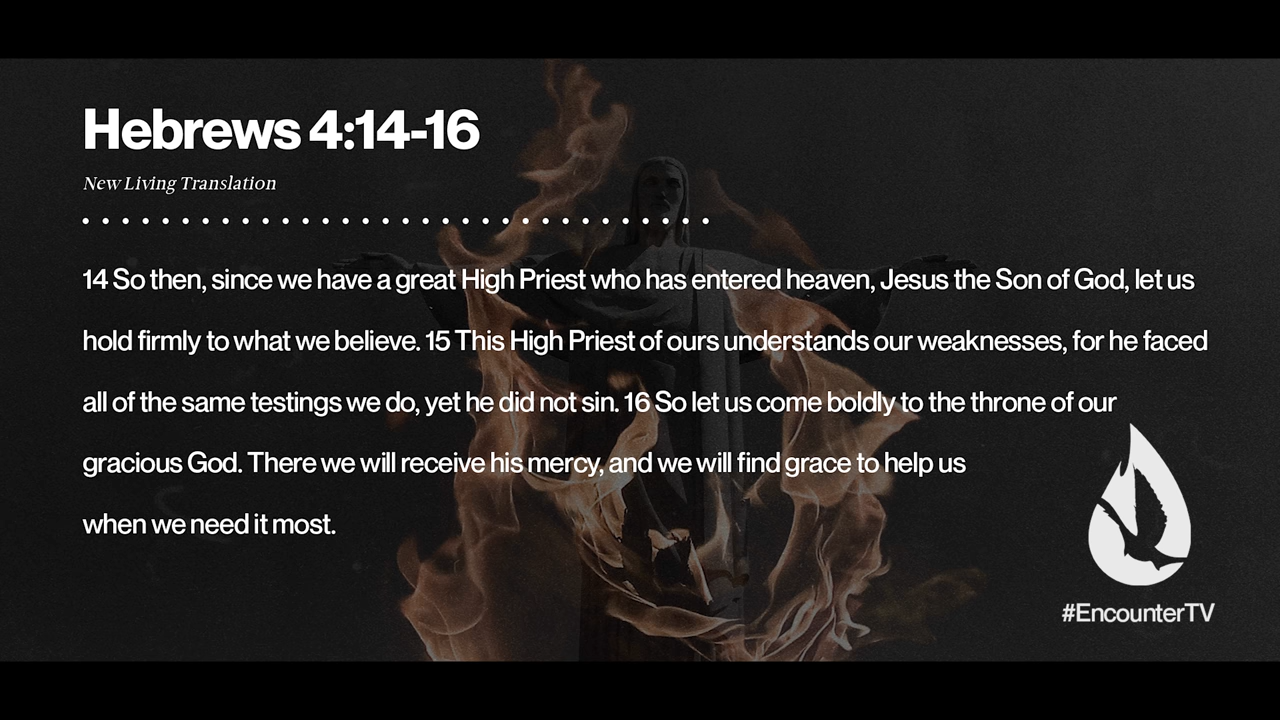 Hebrews 4:14-16
New Living Translation
14 So then, since we have a great High Priest who has entered heaven, Jesus the Son of God, let us
hold firmly to what we believe. 15 This High Priest of ours understands our weaknesses, for he faced
all of the same testings we do, yet he did not sin. 16 So let us come boldly to the throne of our
gracious God. There we will receive his mercy, and we will find grace to help us
when we need it most.
#EncounterTV